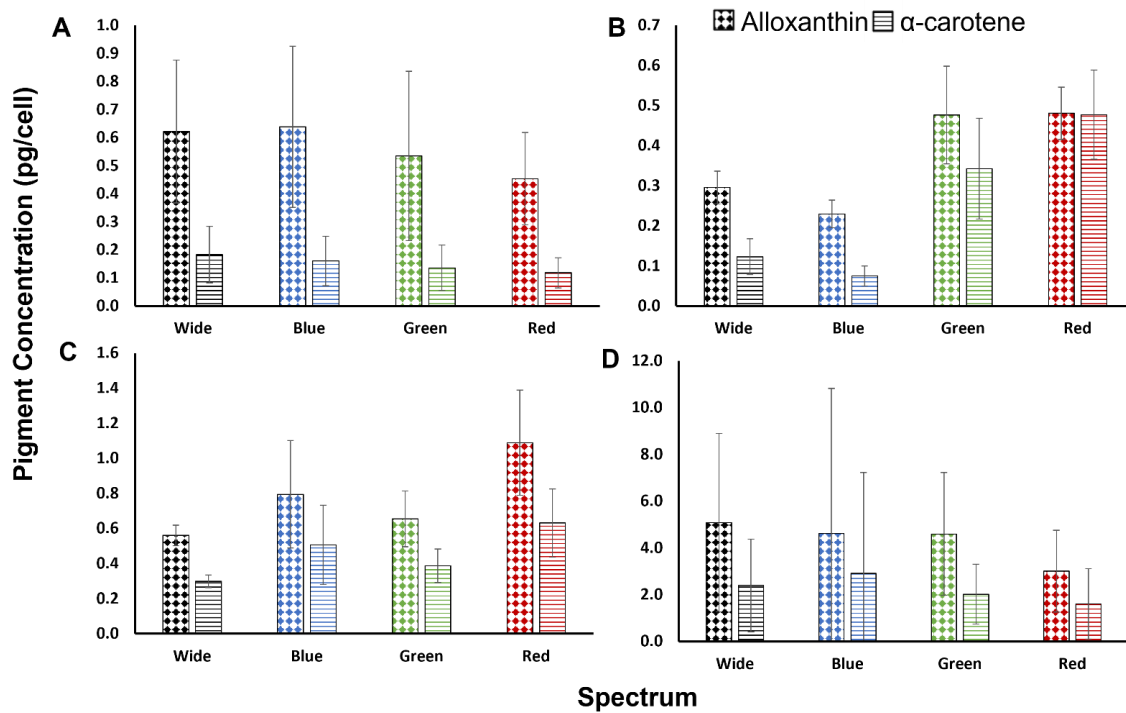 A
B
Alloxanthin
α-carotene
Pigment Concentration (pg/cell)
1.0
0.9
0.8
0.7
0.6
0.5
0.4
0.3
0.2
0.1
0.0
Wide Blue Green Red
0.7
0.6
0.5
0.4
0.3
0.2
0.1
0.0
Wide Blue Green Red
C
1.6
1.4
1.2
1.0
0.8
0.6
0.4
0.2
0.0
Wide Blue Green Red
D
12.0
10.0
8.0
6.0
4.0
2.0
0.0
Wide Blue Green Red
Spectrum